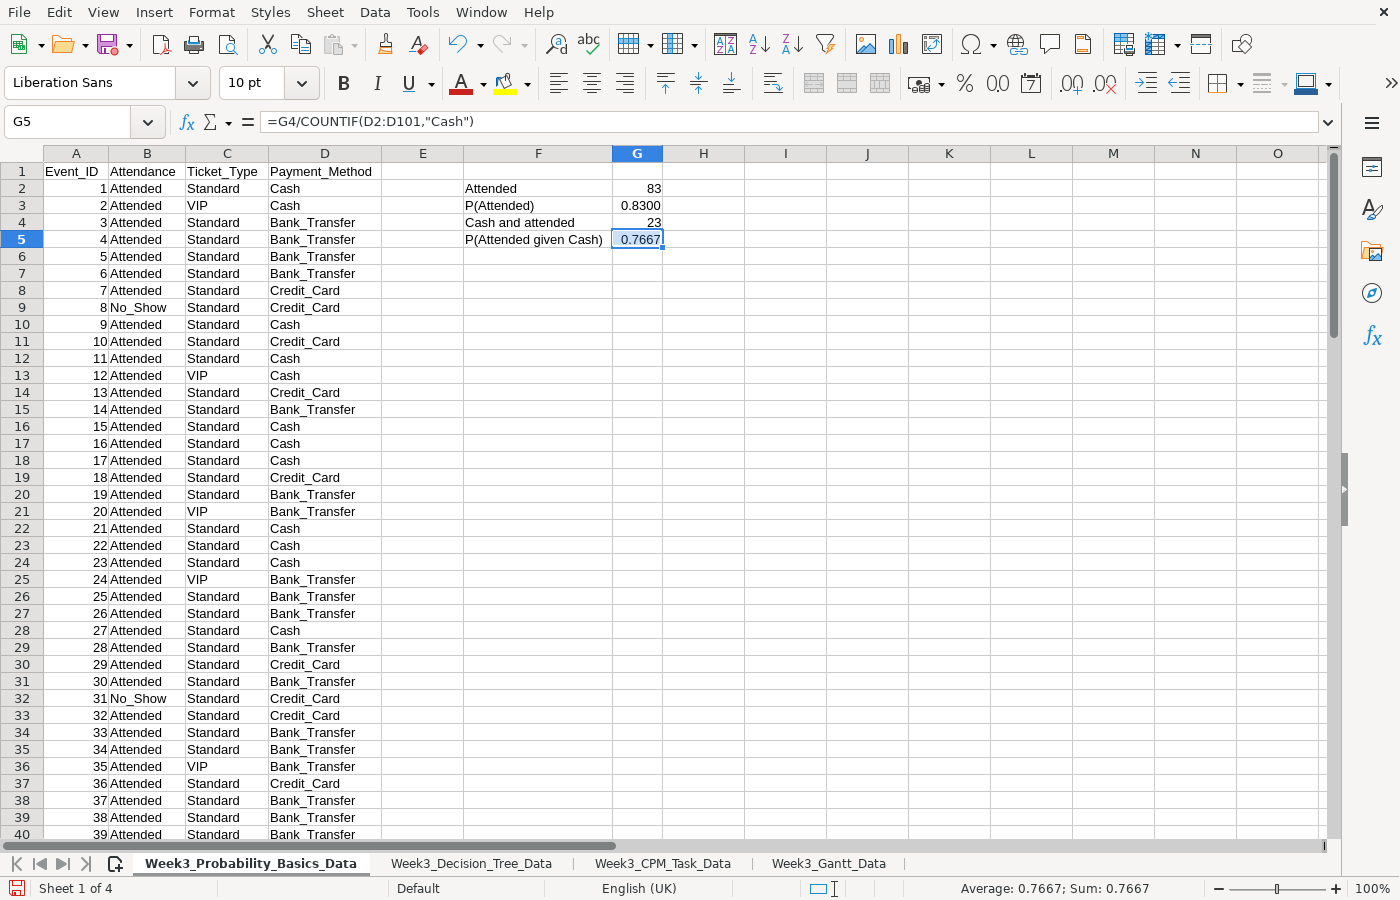 File Edit View Insert Format Styles Sheet Data Tools Window Help
Liberation Sans 10 pt
G5 =G4/COUNTIF(D2:D101,"Cash")
A B C D E F G H I J K L M N O
1 Event_ID Attendance Ticket_Type Payment_Method
2 1 Attended Standard Cash Attended 83
3 2 Attended VIP Cash P(Attended) 0.8300
4 3 Attended Standard Bank_Transfer Cash and attended 23
5 4 Attended Standard Bank_Transfer P(Attended given Cash) 0.7667
6 5 Attended Standard Bank_Transfer
7 6 Attended Standard Bank_Transfer
8 7 Attended Standard Credit_Card
9 8 No_Show Standard Credit_Card
10 9 Attended Standard Cash
11 10 Attended Standard Credit_Card
12 11 Attended Standard Cash
13 12 Attended VIP Cash
14 13 Attended Standard Credit_Card
15 14 Attended Standard Bank_Transfer
16 15 Attended Standard Cash
17 16 Attended Standard Cash
18 17 Attended Standard Cash
19 18 Attended Standard Credit_Card
20 19 Attended Standard Bank_Transfer
21 20 Attended VIP Bank_Transfer
22 21 Attended Standard Cash
23 22 Attended Standard Cash
24 23 Attended Standard Cash
25 24 Attended VIP Bank_Transfer
26 25 Attended Standard Bank_Transfer
27 26 Attended Standard Bank_Transfer
28 27 Attended Standard Cash
29 28 Attended Standard Bank_Transfer
30 29 Attended Standard Credit_Card
31 30 Attended Standard Bank_Transfer
32 31 No_Show Standard Credit_Card
33 32 Attended Standard Credit_Card
34 33 Attended Standard Bank_Transfer
35 34 Attended Standard Bank_Transfer
36 35 Attended VIP Bank_Transfer
37 36 Attended Standard Credit_Card
38 37 Attended Standard Bank_Transfer
39 38 Attended Standard Bank_Transfer
40 39 Attended Standard Bank_Transfer
Week3_Probability_Basics_Data Week3_Decision_Tree_Data Week3_CPM_Task_Data Week3_Gantt_Data
Sheet 1 of 4 Default English (UK) Average: 0.7667; Sum: 0.7667 100%